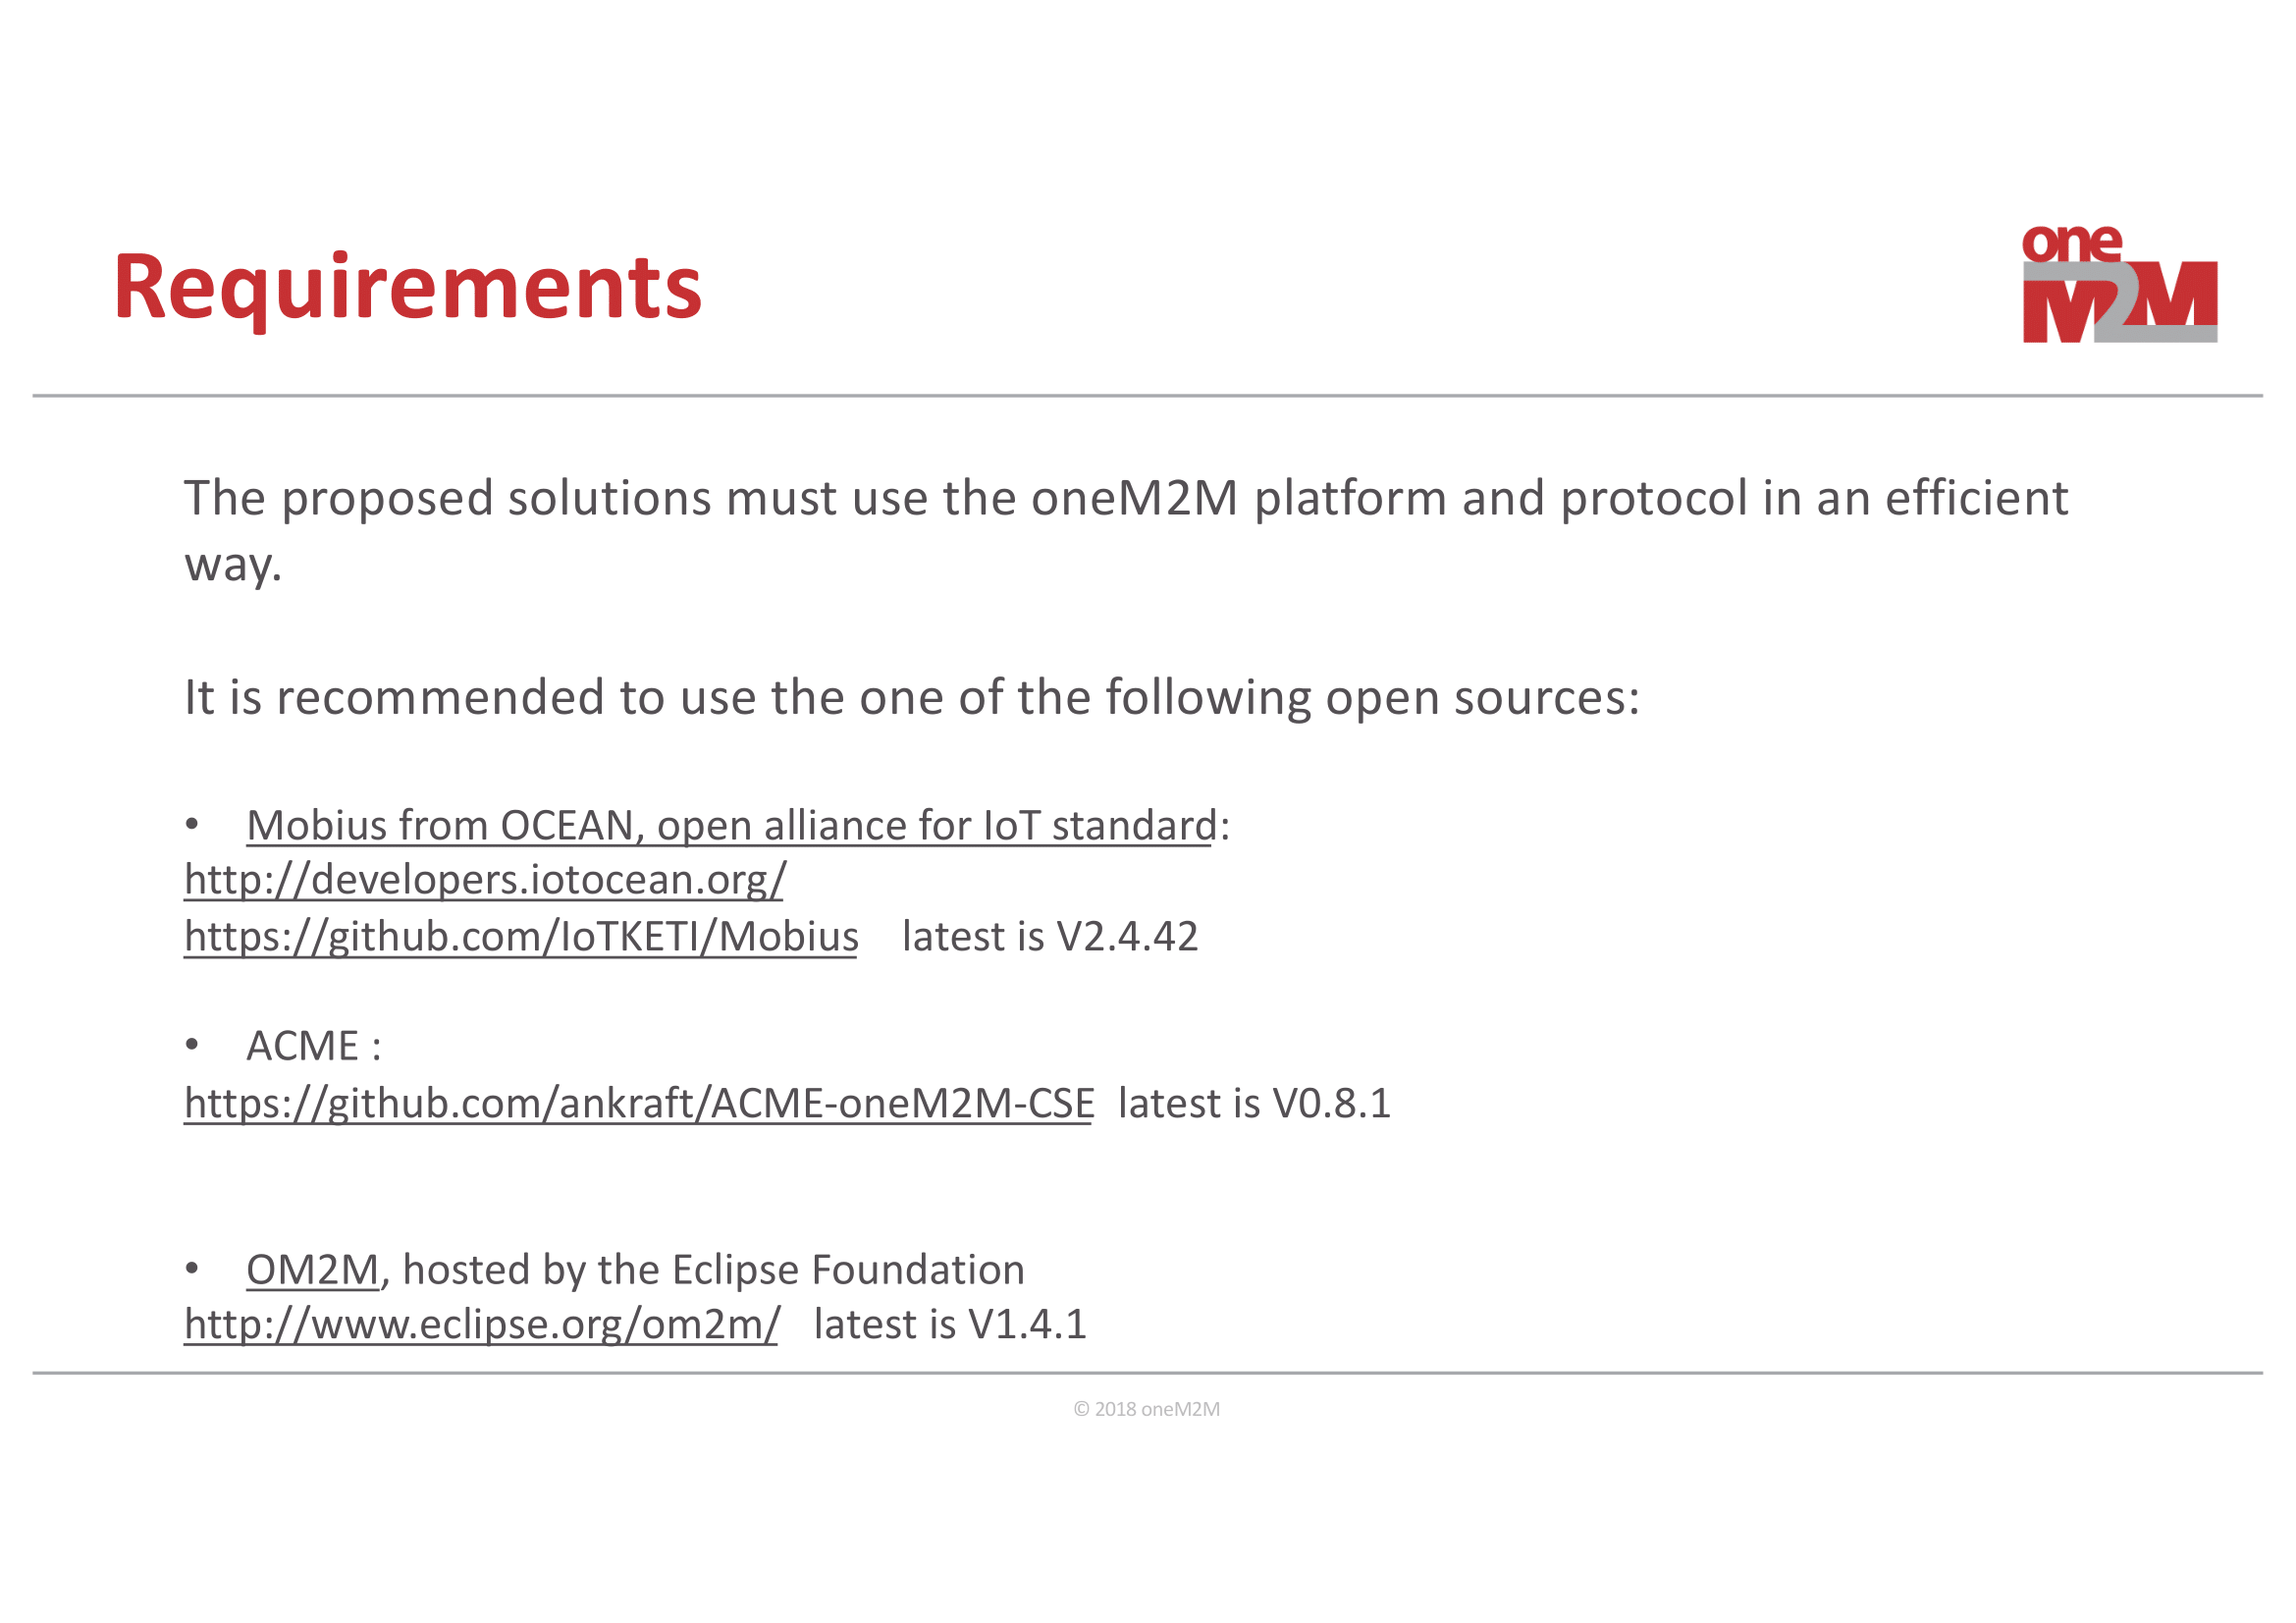 Requirements
one
M2M
The proposed solutions must use the oneM2M platform and protocol in an efficient
way.
It is recommended to use the one of the following open sources:
• Mobius from OCEAN, open alliance for IoT standard:
http://developers.iotocean.org/
https://github.com/IoTKETI/Mobius latest is V2.4.42
• ACME :
https://github.com/ankraft/ACME-oneM2M-CSE latest is V0.8.1
• OM2M, hosted by the Eclipse Foundation
http://www.eclipse.org/om2m/ latest is V1.4.1
© 2018 oneM2M